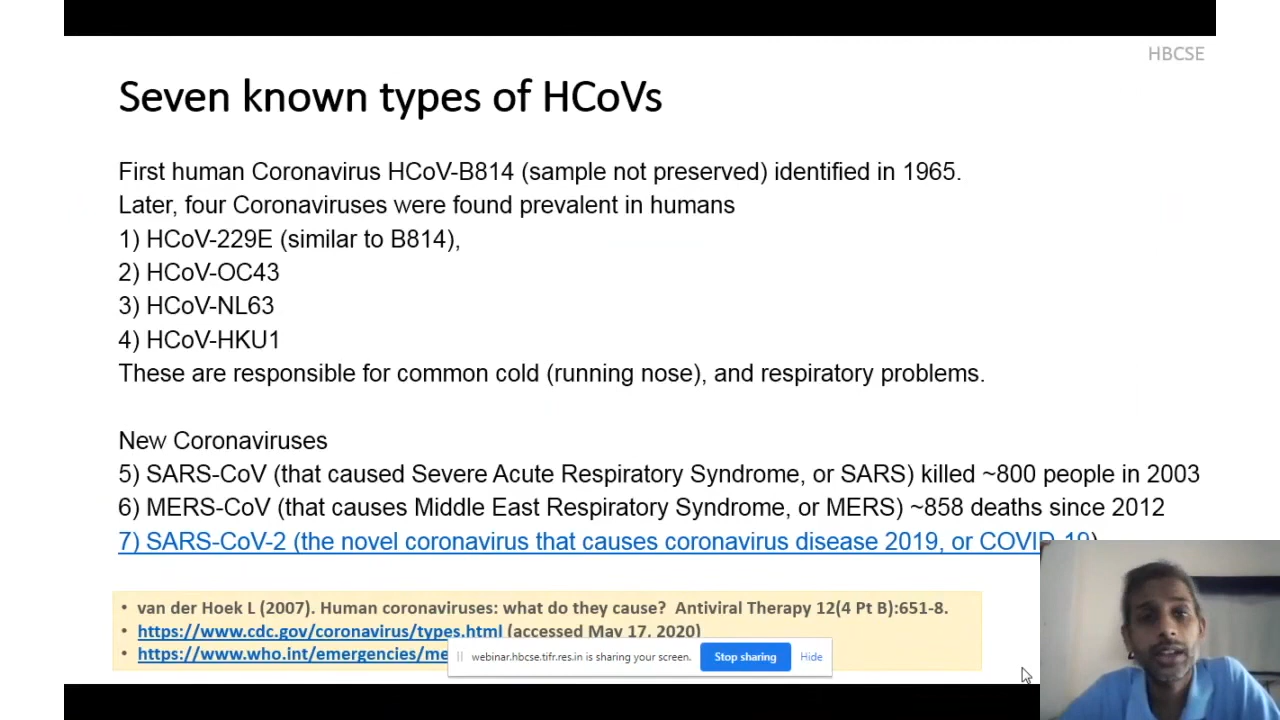 HBCSE
Seven known types of HCoVs
First human Coronavirus HCoV-B814 (sample not preserved) identified in 1965.
Later, four Coronaviruses were found prevalent in humans
1) HCoV-229E (similar to B814),
2) HCoV-OC43
3) HCoV-NL63
4) HCoV-HKU1
These are responsible for common cold (running nose), and respiratory problems.
New Coronaviruses
5) SARS-CoV (that caused Severe Acute Respiratory Syndrome, or SARS) killed ~800 people in 2003
6) MERS-CoV (that causes Middle East Respiratory Syndrome, or MERS) ~858 deaths since 2012
7) SARS-CoV-2 (the novel coronavirus that causes coronavirus disease 2019, or COVID-19)
• van der Hoek L (2007). Human coronaviruses: what do they cause? Antiviral Therapy 12(4 Pt B):651-8.
• https://www.cdc.gov/coronavirus/types.html (accessed May 17, 2020)
• https://www.who.int/emergencies/me
webinar.hbcse.tifr.res.in is sharing your screen. Stop sharing Hide